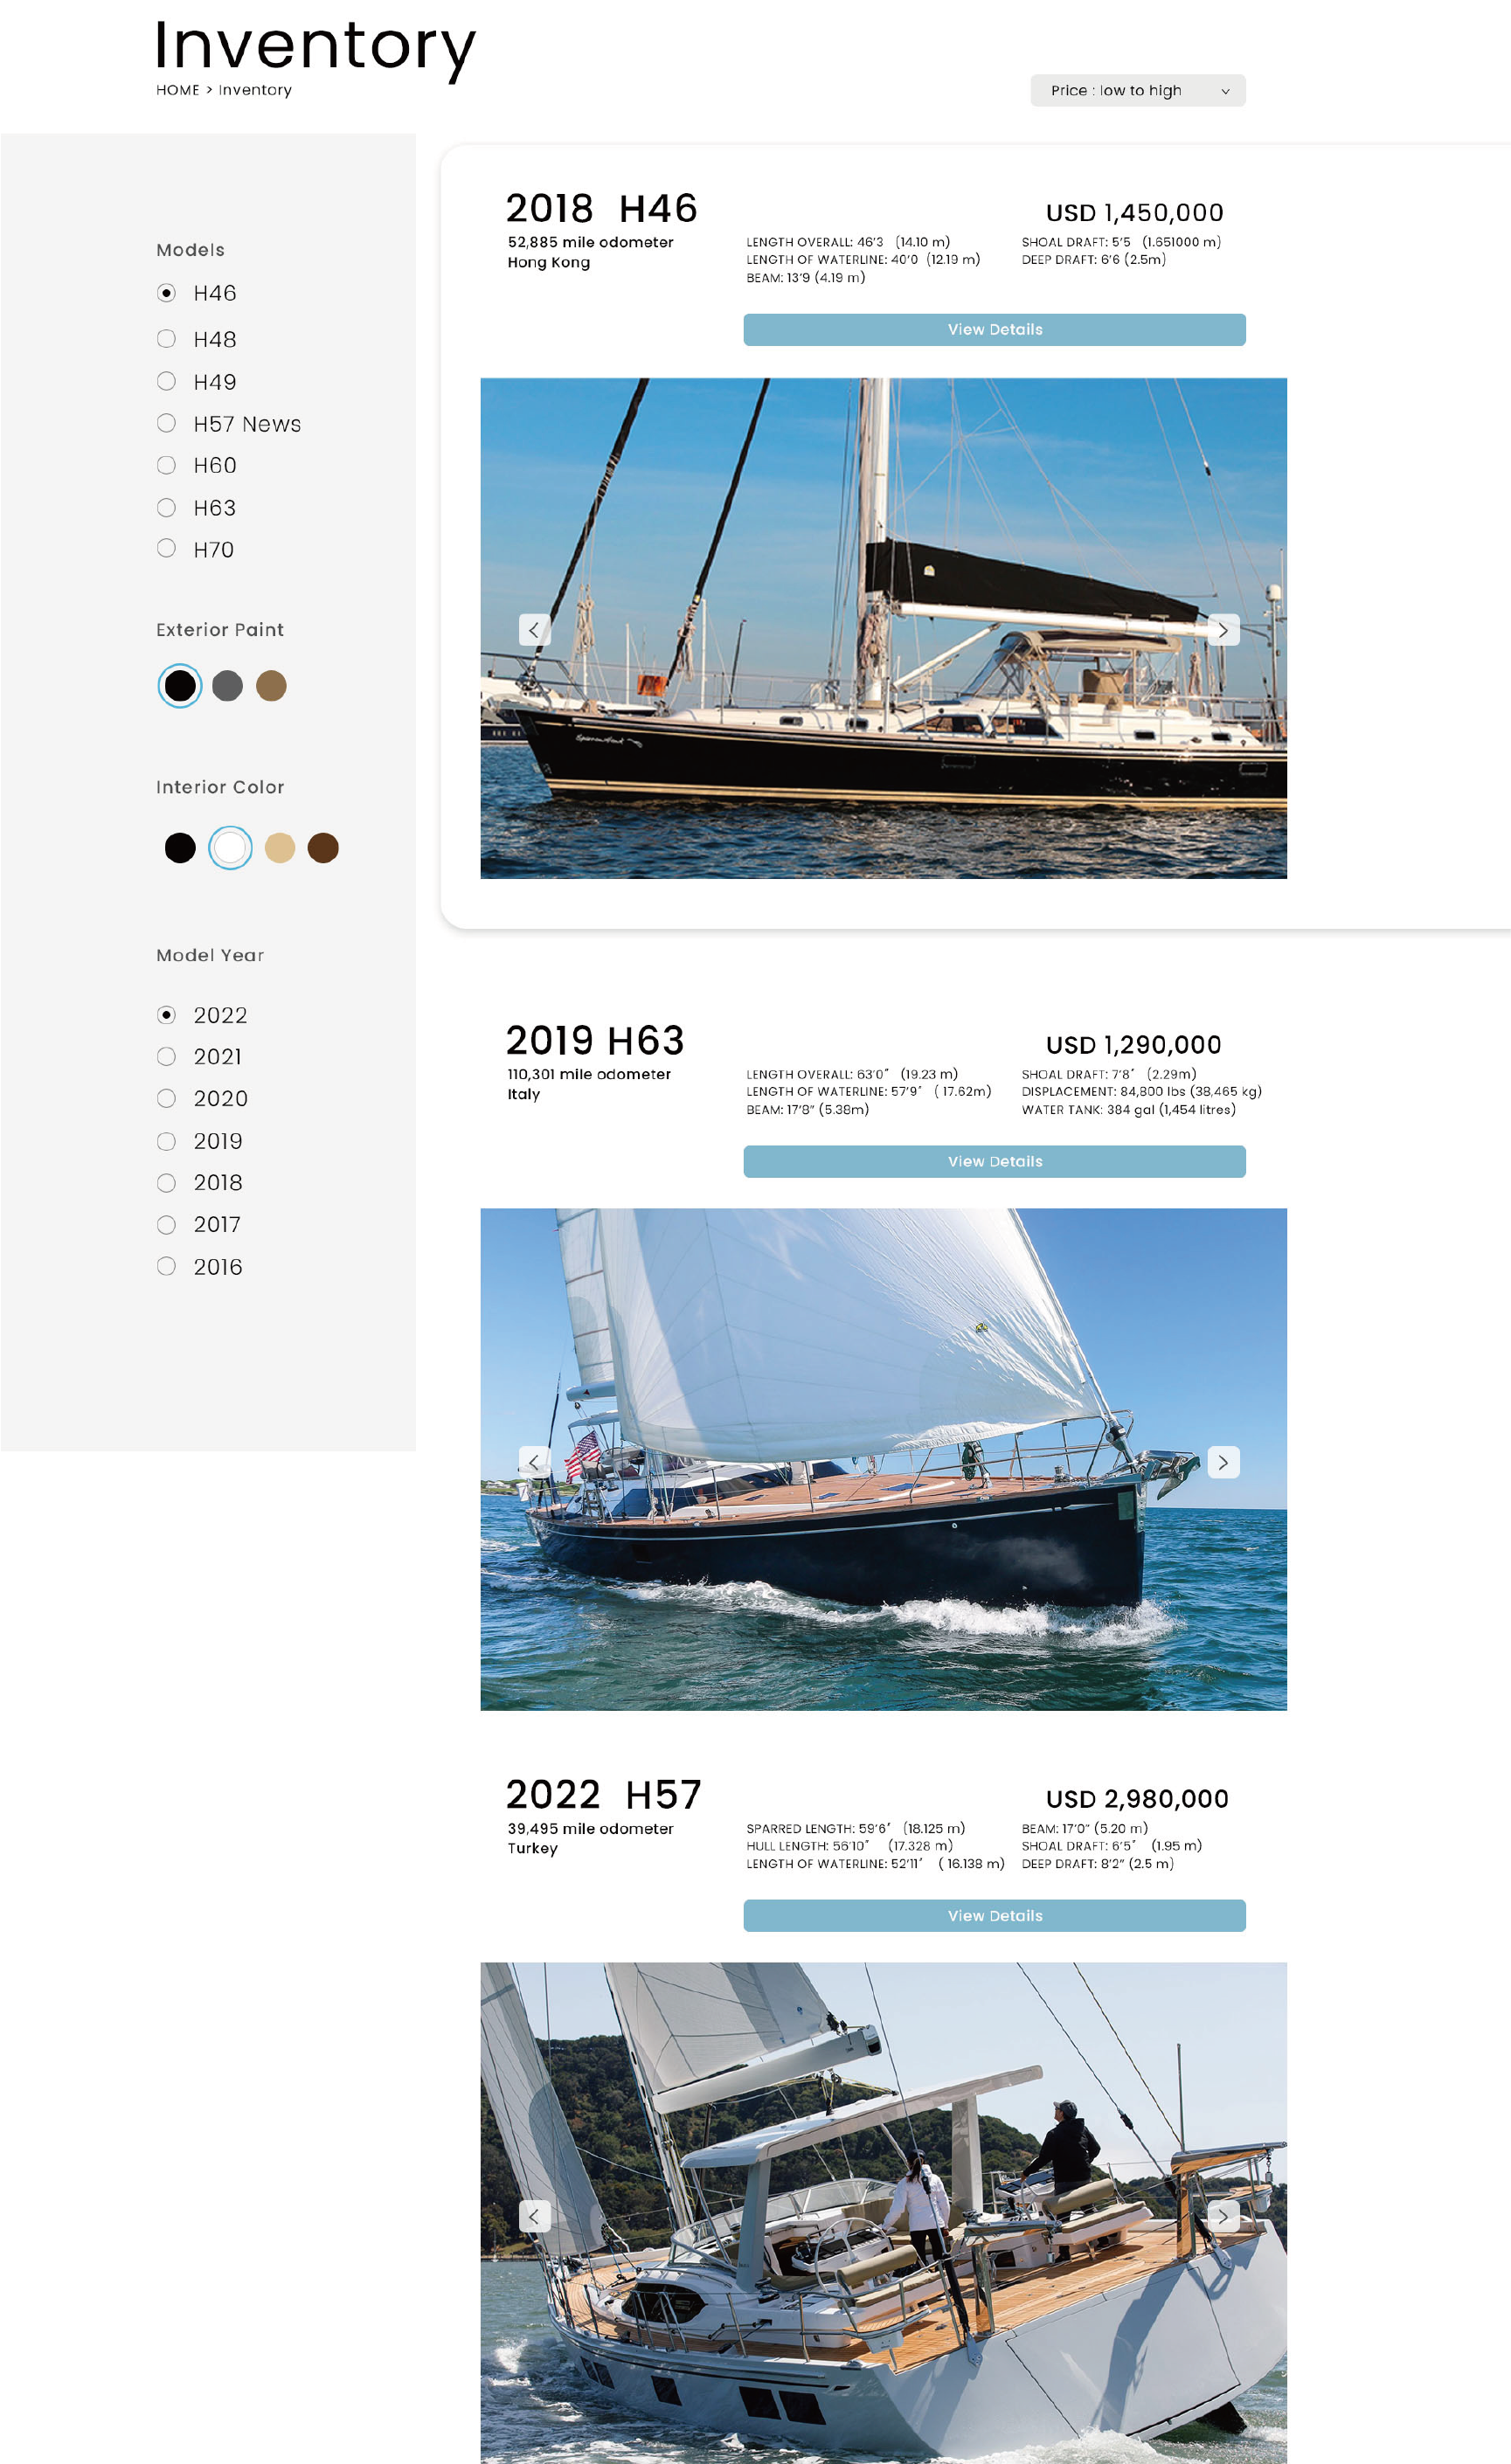 Inventory
HOME > Inventory
Price : low to high
Models
H46
H48
H49
H57 News
H60
H63
H70
Exterior Paint
Interior Color
Model Year
2022
2021
2020
2019
2018
2017
2016
2018 H46
52,885 mile odometer
Hong Kong
LENGTH OVERALL: 46'3 (14.10 m)
LENGTH OF WATERLINE: 40'0 (12.19 m)
BEAM: 13'9 (4.19 m)
USD 1,450,000
SHOAL DRAFT: 5'5 (1.651000 m)
DEEP DRAFT: 6'6 (2.5m)
View Details
2019 H63
110,301 mile odometer
Italy
LENGTH OVERALL: 63'0″ (19.23 m)
LENGTH OF WATERLINE: 57'9″ ( 17.62m)
BEAM: 17'8” (5.38m)
USD 1,290,000
SHOAL DRAFT: 7'8″ (2.29m)
DISPLACEMENT: 84,800 lbs (38,465 kg)
WATER TANK: 384 gal (1,454 litres)
View Details
2022 H57
39,495 mile odometer
Turkey
SPARRED LENGTH: 59'6″ (18.125 m)
HULL LENGTH: 56'10″ (17.328 m)
LENGTH OF WATERLINE: 52'11″ ( 16.138 m)
USD 2,980,000
BEAM: 17'0” (5.20 m)
SHOAL DRAFT: 6'5″ (1.95 m)
DEEP DRAFT: 8'2” (2.5 m)
View Details